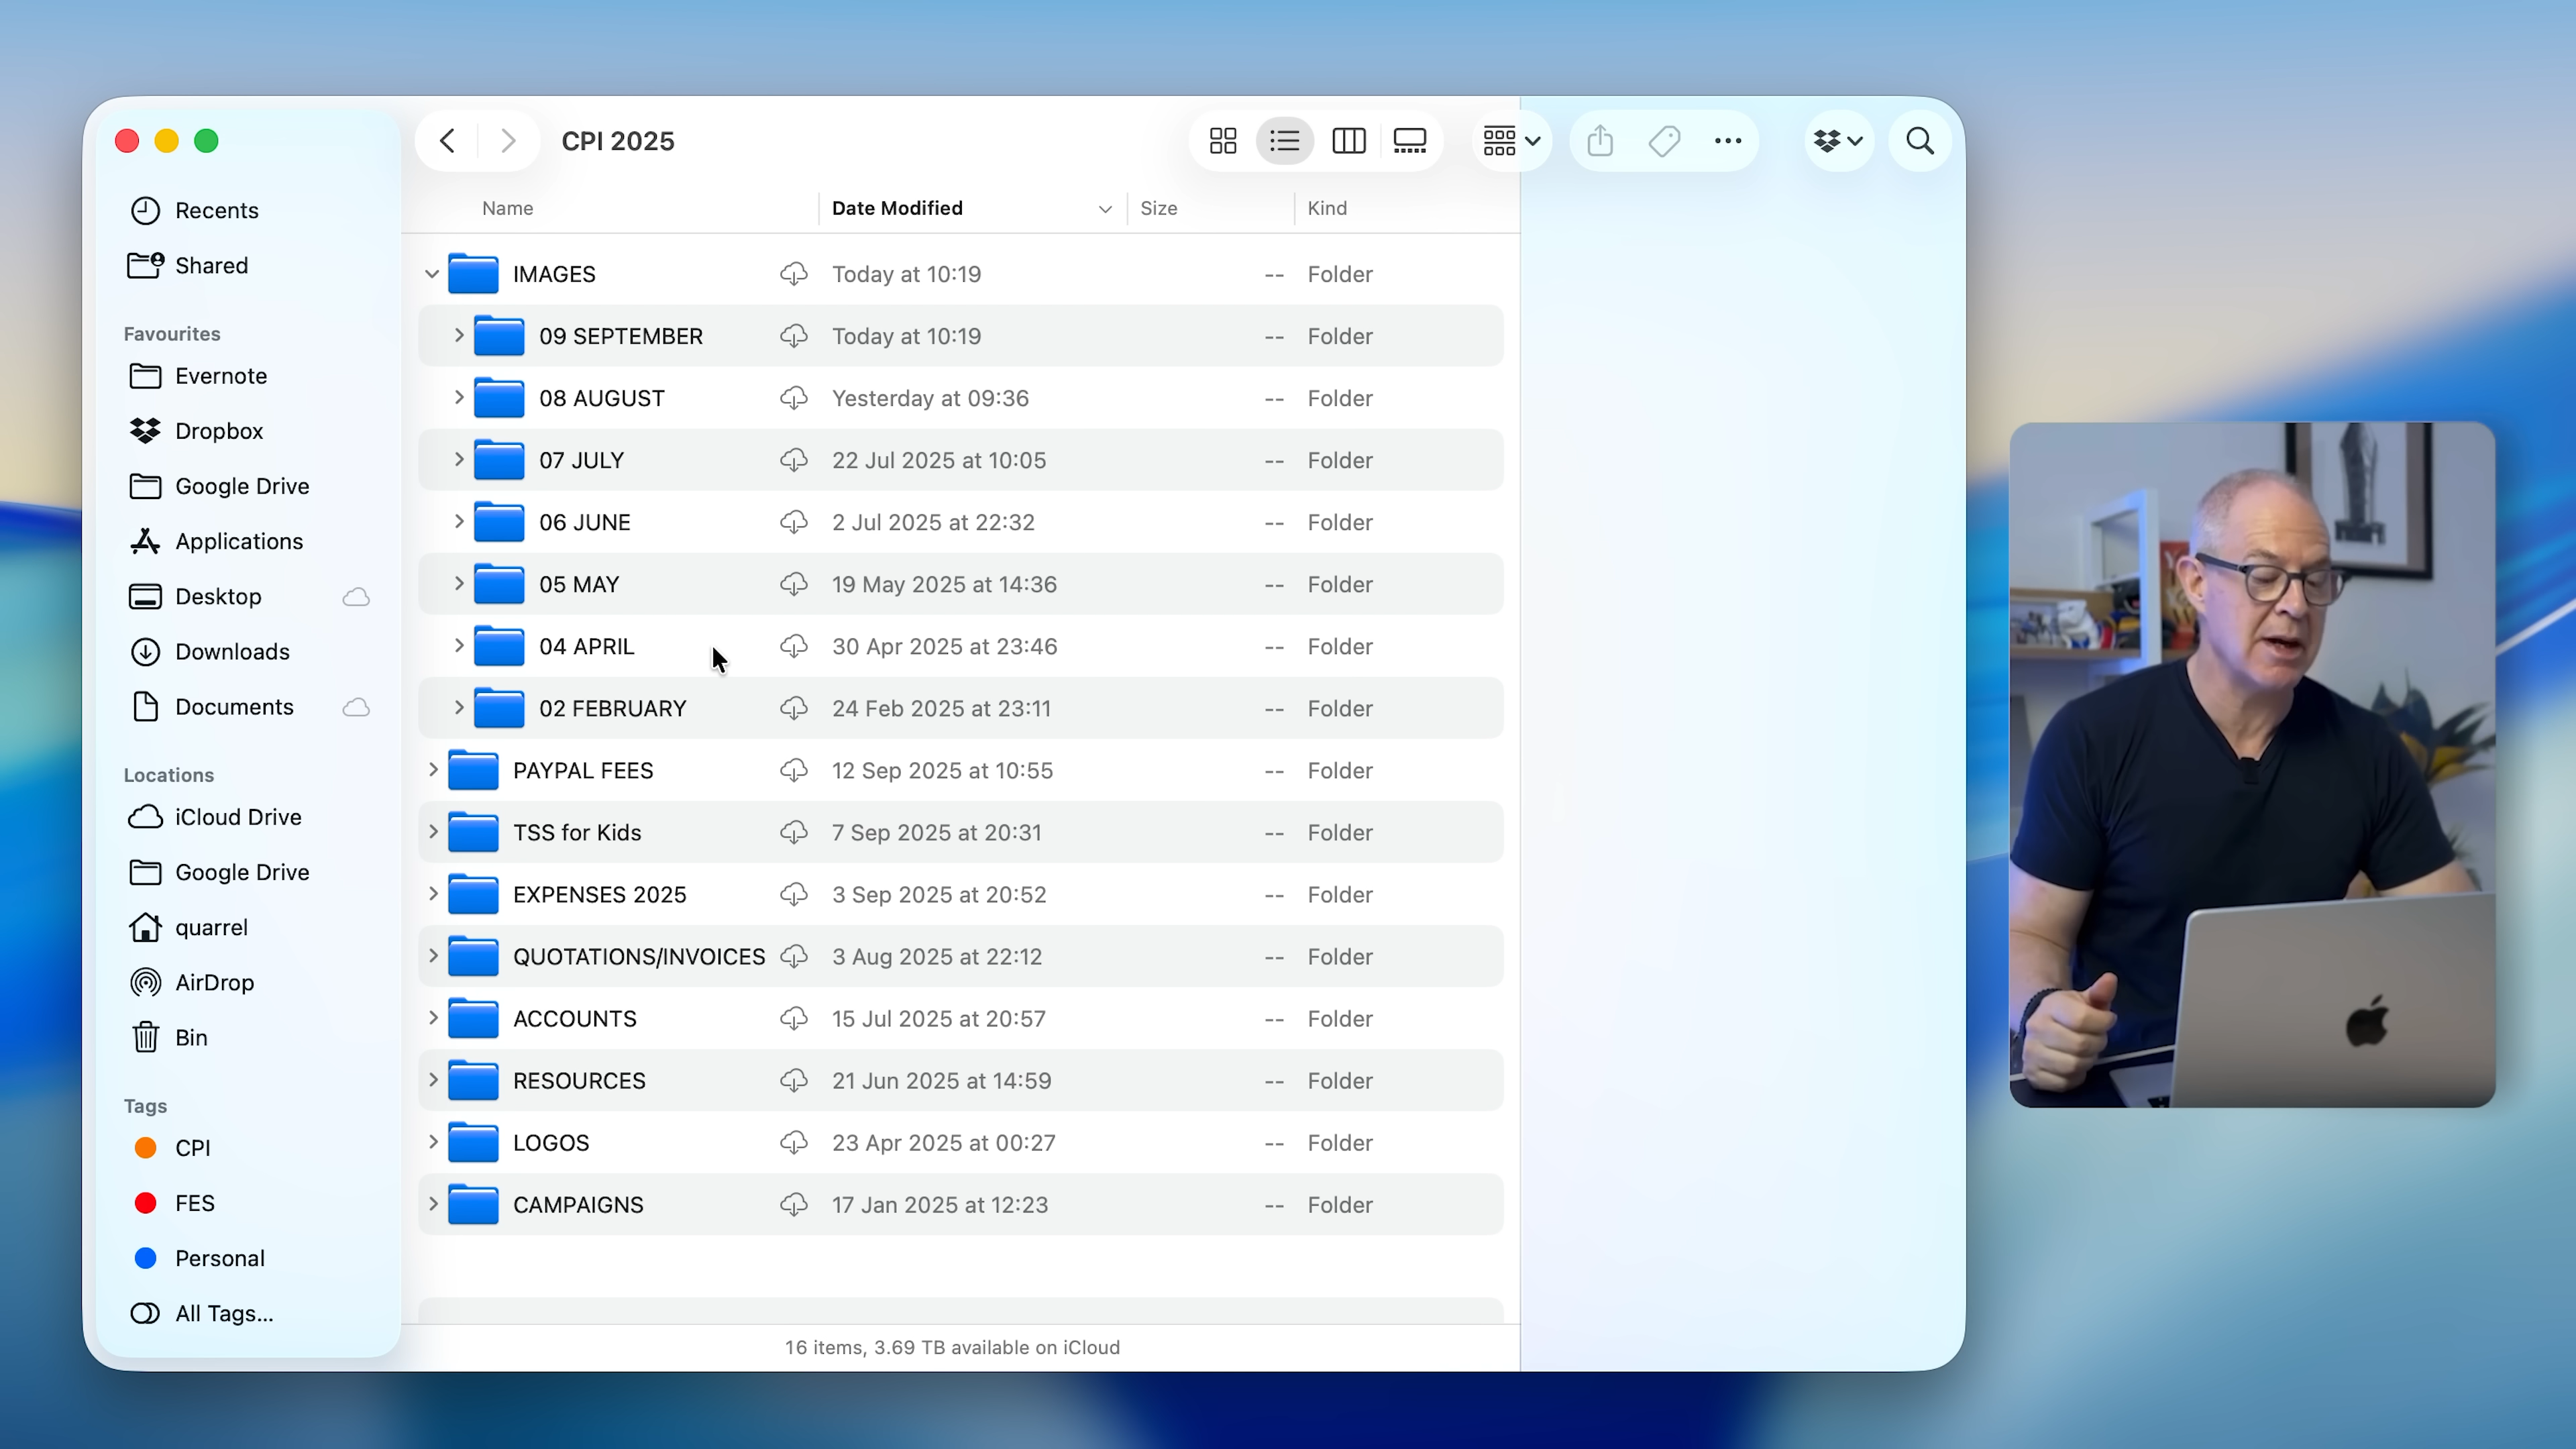 CPI 2025
Recents
Shared
Favourites
Evernote
Dropbox
Google Drive
Applications
Desktop
Downloads
Documents
Locations
iCloud Drive
Google Drive
quarrel
AirDrop
Bin
Tags
CPI
FES
Personal
All Tags...
Name Date Modified Size Kind
IMAGES Today at 10:19 -- Folder
09 SEPTEMBER Today at 10:19 -- Folder
08 AUGUST Yesterday at 09:36 -- Folder
07 JULY 22 Jul 2025 at 10:05 -- Folder
06 JUNE 2 Jul 2025 at 22:32 -- Folder
05 MAY 19 May 2025 at 14:36 -- Folder
04 APRIL 30 Apr 2025 at 23:46 -- Folder
02 FEBRUARY 24 Feb 2025 at 23:11 -- Folder
PAYPAL FEES 12 Sep 2025 at 10:55 -- Folder
TSS for Kids 7 Sep 2025 at 20:31 -- Folder
EXPENSES 2025 3 Sep 2025 at 20:52 -- Folder
QUOTATIONS/INVOICES 3 Aug 2025 at 22:12 -- Folder
ACCOUNTS 15 Jul 2025 at 20:57 -- Folder
RESOURCES 21 Jun 2025 at 14:59 -- Folder
LOGOS 23 Apr 2025 at 00:27 -- Folder
CAMPAIGNS 17 Jan 2025 at 12:23 -- Folder
16 items, 3.69 TB available on iCloud